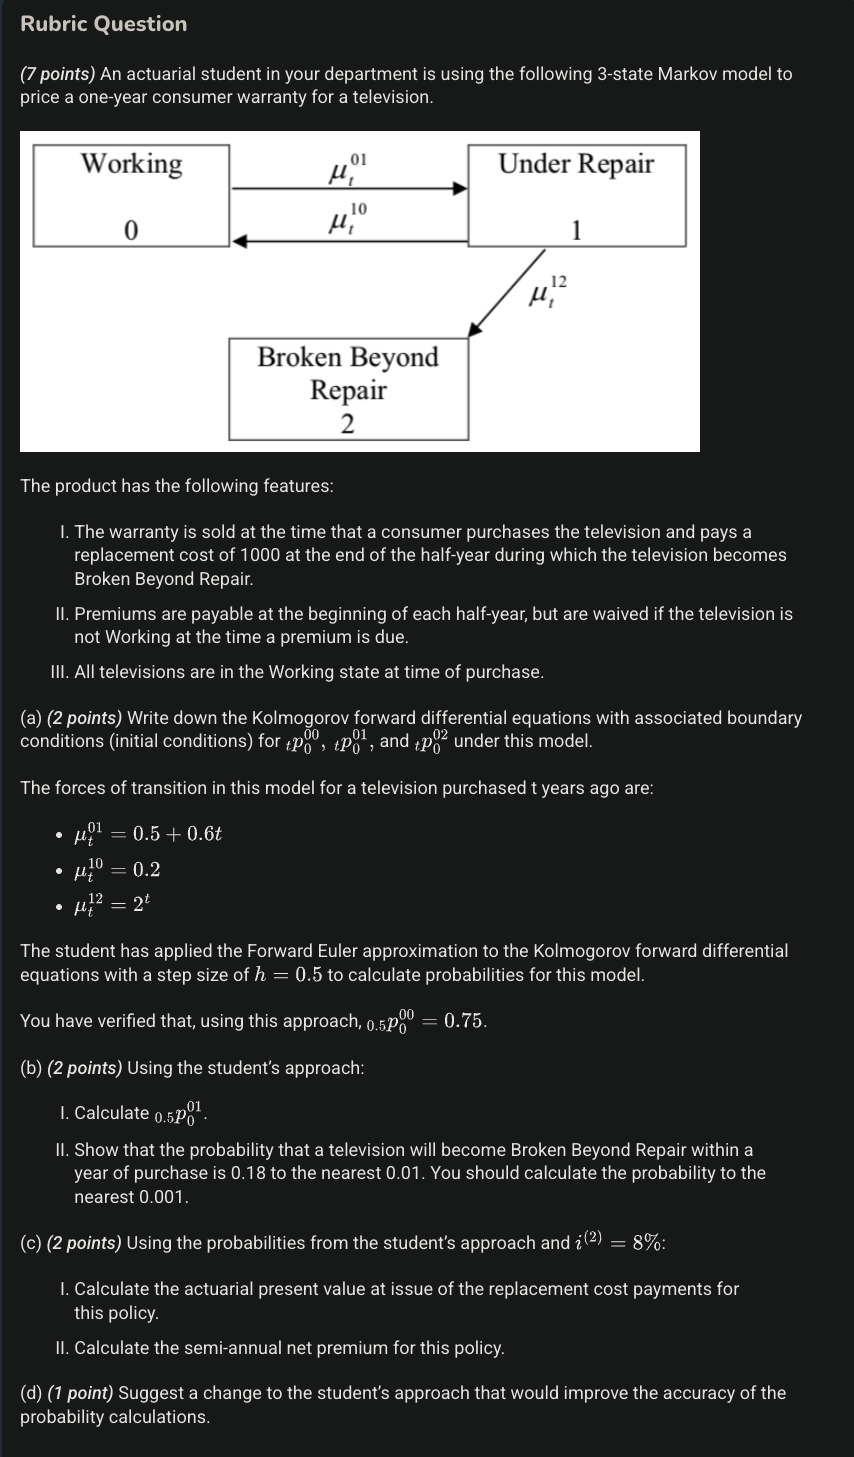 Rubric Question
(7 points) An actuarial student in your department is using the following 3-state Markov model to
price a one-year consumer warranty for a television.
Working
0
μ_t^{01}
μ_t^{10}
Under Repair
1
μ_t^{12}
Broken Beyond
Repair
2
The product has the following features:
I. The warranty is sold at the time that a consumer purchases the television and pays a
replacement cost of 1000 at the end of the half-year during which the television becomes
Broken Beyond Repair.
II. Premiums are payable at the beginning of each half-year, but are waived if the television is
not Working at the time a premium is due.
III. All televisions are in the Working state at time of purchase.
(a) (2 points) Write down the Kolmogorov forward differential equations with associated boundary
conditions (initial conditions) for _tp_0^{00}, _tp_0^{01}, and _tp_0^{02} under this model.
The forces of transition in this model for a television purchased t years ago are:
• μ_t^{01} = 0.5 + 0.6t
• μ_t^{10} = 0.2
• μ_t^{12} = 2^t
The student has applied the Forward Euler approximation to the Kolmogorov forward differential
equations with a step size of h = 0.5 to calculate probabilities for this model.
You have verified that, using this approach, _{0.5}p_0^{00} = 0.75.
(b) (2 points) Using the student's approach:
I. Calculate _{0.5}p_0^{01}.
II. Show that the probability that a television will become Broken Beyond Repair within a
year of purchase is 0.18 to the nearest 0.01. You should calculate the probability to the
nearest 0.001.
(c) (2 points) Using the probabilities from the student's approach and i^{(2)} = 8%:
I. Calculate the actuarial present value at issue of the replacement cost payments for
this policy.
II. Calculate the semi-annual net premium for this policy.
(d) (1 point) Suggest a change to the student's approach that would improve the accuracy of the
probability calculations.